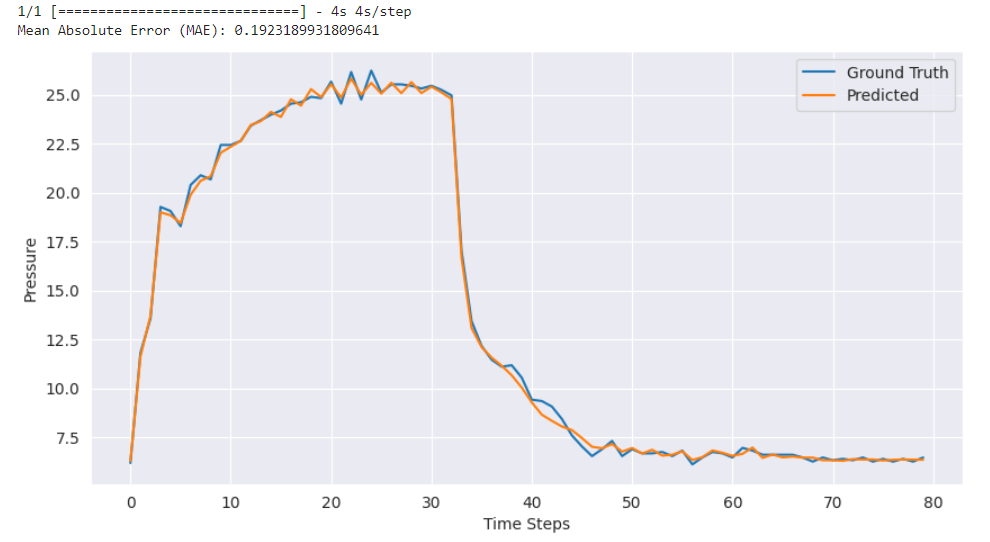 1/1 [==============================] - 4s 4s/step
Mean Absolute Error (MAE): 0.1923189931809641
Ground Truth
Predicted
25.0
22.5
20.0
17.5
15.0
12.5
10.0
7.5
Pressure
0 10 20 30 40 50 60 70 80
Time Steps